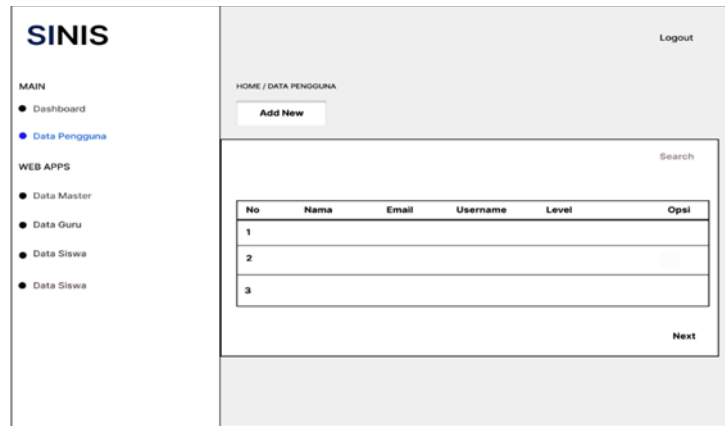 SINIS
Logout
MAIN
Dashboard
Data Pengguna
WEB APPS
Data Master
Data Guru
Data Siswa
Data Siswa
HOME / DATA PENGGUNA
Add New
Search
No Nama Email Username Level Opsi
1
2
3
Next